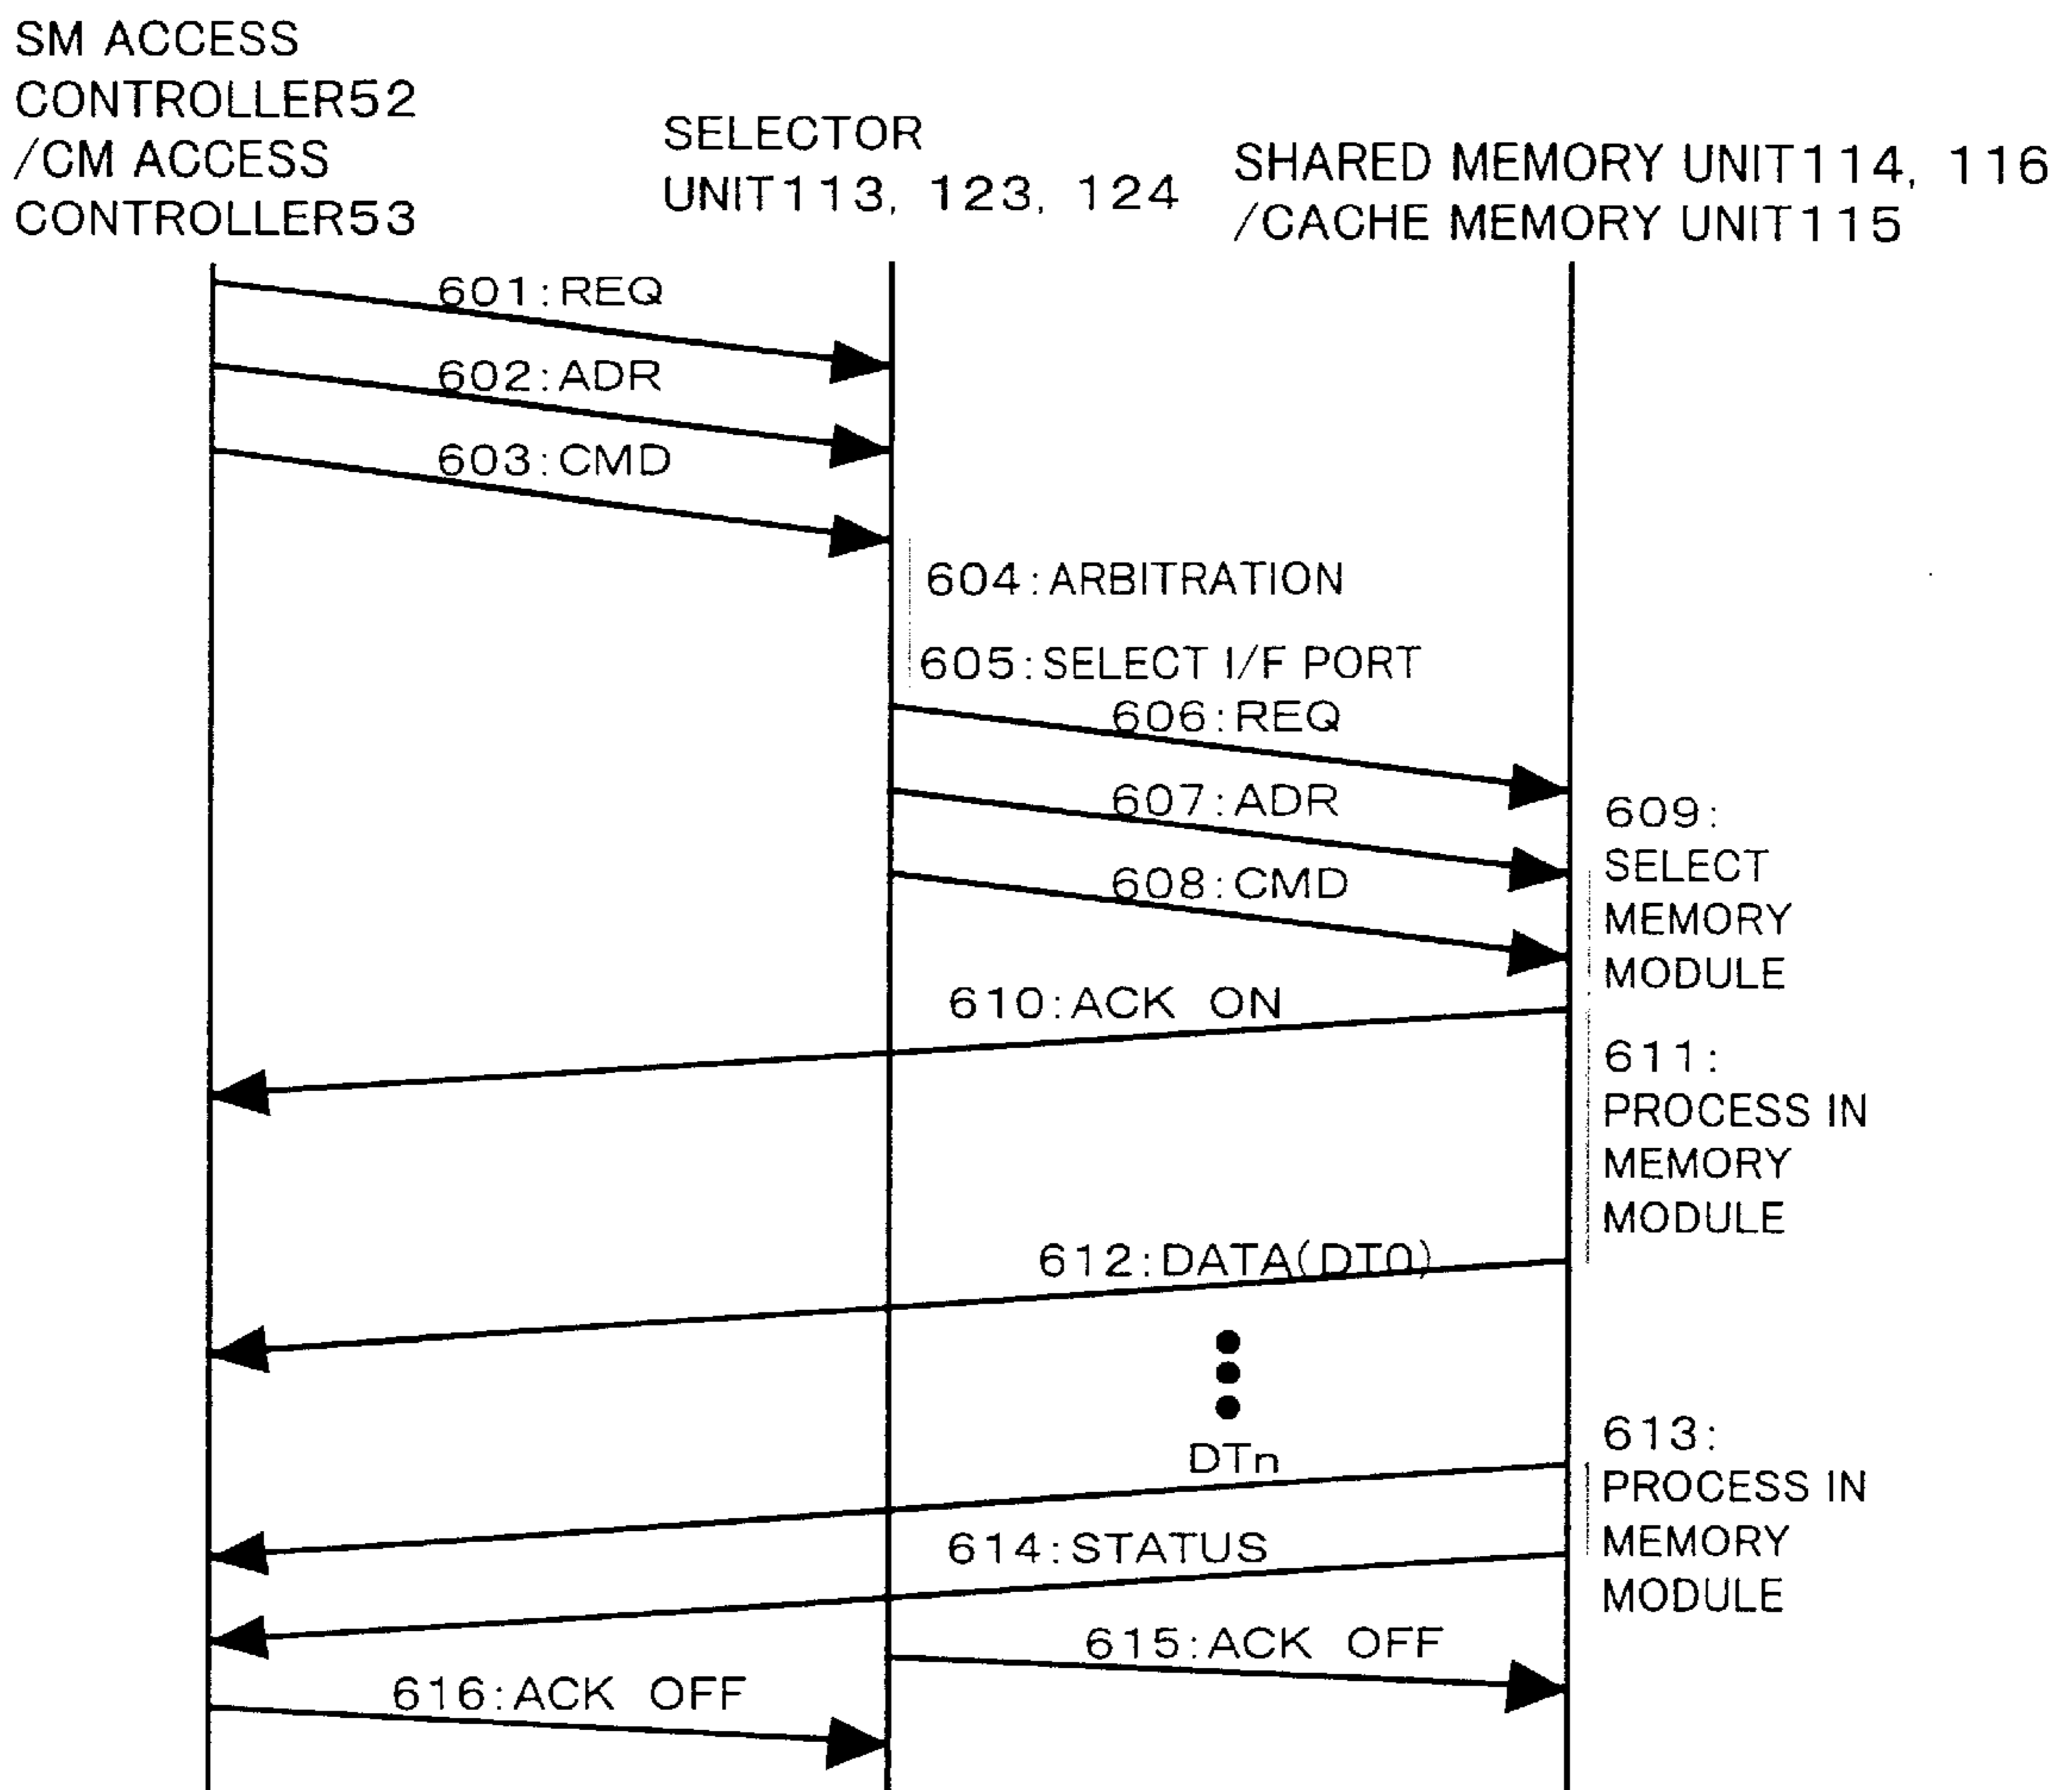 SM ACCESS
CONTROLLER52
/CM ACCESS
CONTROLLER53
SELECTOR
UNIT113, 123, 124
SHARED MEMORY UNIT114, 116
/CACHE MEMORY UNIT115
601:REQ
602:ADR
603:CMD
604:ARBITRATION
605:SELECT I/F PORT
606:REQ
607:ADR
608:CMD
609:
SELECT
MEMORY
MODULE
610:ACK ON
611:
PROCESS IN
MEMORY
MODULE
612:DATA(DT0)
DTn
613:
PROCESS IN
MEMORY
MODULE
614:STATUS
615:ACK OFF
616:ACK OFF